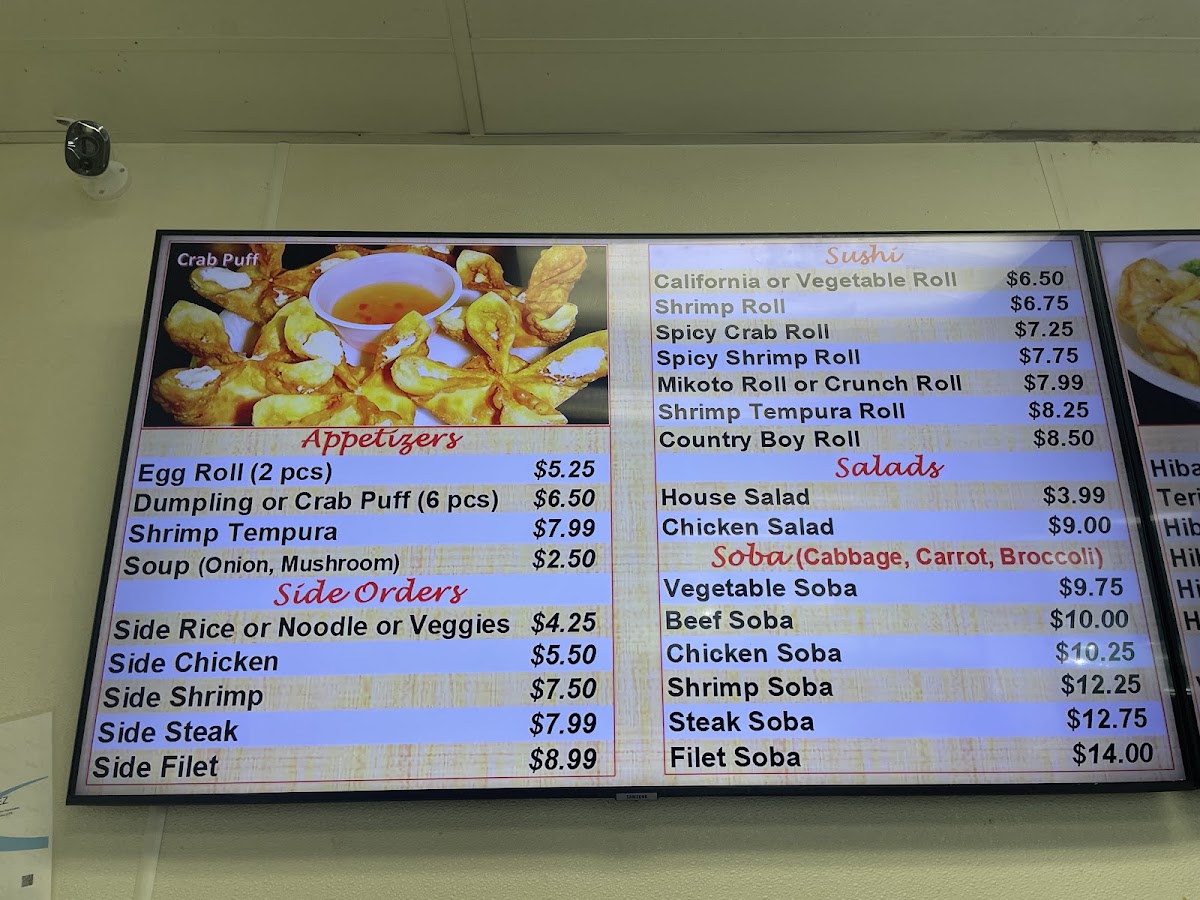 Crab Puff
Appetizers
Egg Roll (2 pcs) $5.25
Dumpling or Crab Puff (6 pcs) $6.50
Shrimp Tempura $7.99
Soup (Onion, Mushroom) $2.50
Side Orders
Side Rice or Noodle or Veggies $4.25
Side Chicken $5.50
Side Shrimp $7.50
Side Steak $7.99
Side Filet $8.99
Sushi
California or Vegetable Roll $6.50
Shrimp Roll $6.75
Spicy Crab Roll $7.25
Spicy Shrimp Roll $7.75
Mikoto Roll or Crunch Roll $7.99
Shrimp Tempura Roll $8.25
Country Boy Roll $8.50
Salads
House Salad $3.99
Chicken Salad $9.00
Soba (Cabbage, Carrot, Broccoli)
Vegetable Soba $9.75
Beef Soba $10.00
Chicken Soba $10.25
Shrimp Soba $12.25
Steak Soba $12.75
Filet Soba $14.00
SAMSUNG